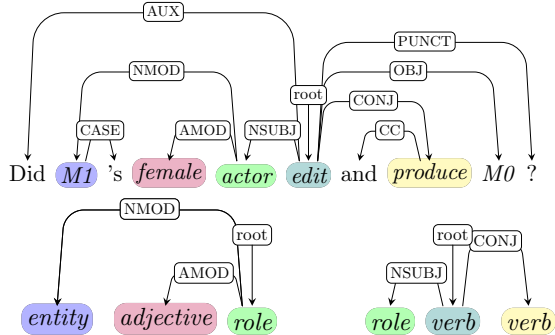 AUX
PUNCT
NMOD OBJ
root
CONJ
CASE AMOD NSUBJ CC
Did M1 's female actor edit and produce M0 ?
NMOD
root root CONJ
AMOD NSUBJ
entity adjective role role verb verb